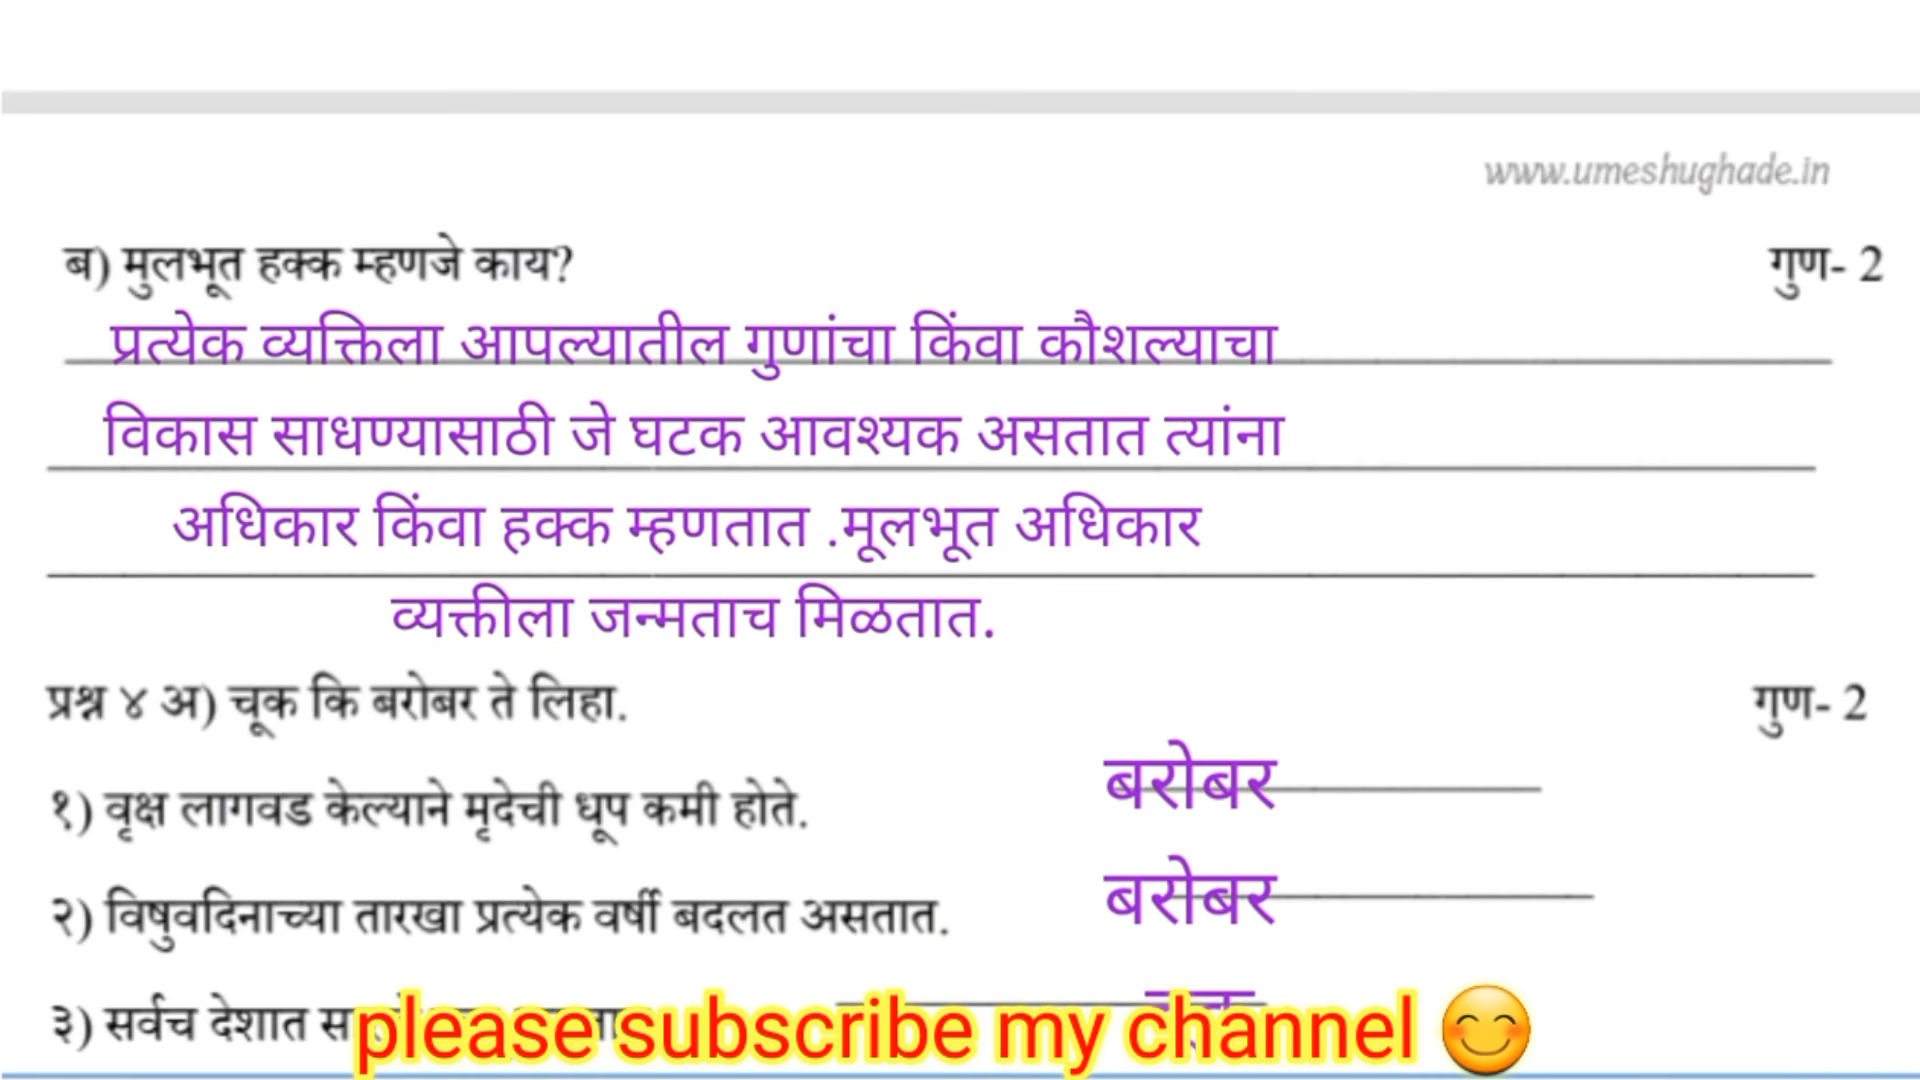 www.umeshughade.in
ब) मुलभूत हक्क म्हणजे काय? गुण- 2
प्रत्येक व्यक्तिला आपल्यातील गुणांचा किंवा कौशल्याचा
विकास साधण्यासाठी जे घटक आवश्यक असतात त्यांना
अधिकार किंवा हक्क म्हणतात .मूलभूत अधिकार
व्यक्तीला जन्मताच मिळतात.
प्रश्न ४ अ) चूक कि बरोबर ते लिहा. गुण- 2
१) वृक्ष लागवड केल्याने मृदेची धूप कमी होते. बरोबर
२) विषुवदिनाच्या तारखा प्रत्येक वर्षी बदलत असतात. बरोबर
३) सर्वच देशात
please subscribe my channel 😊